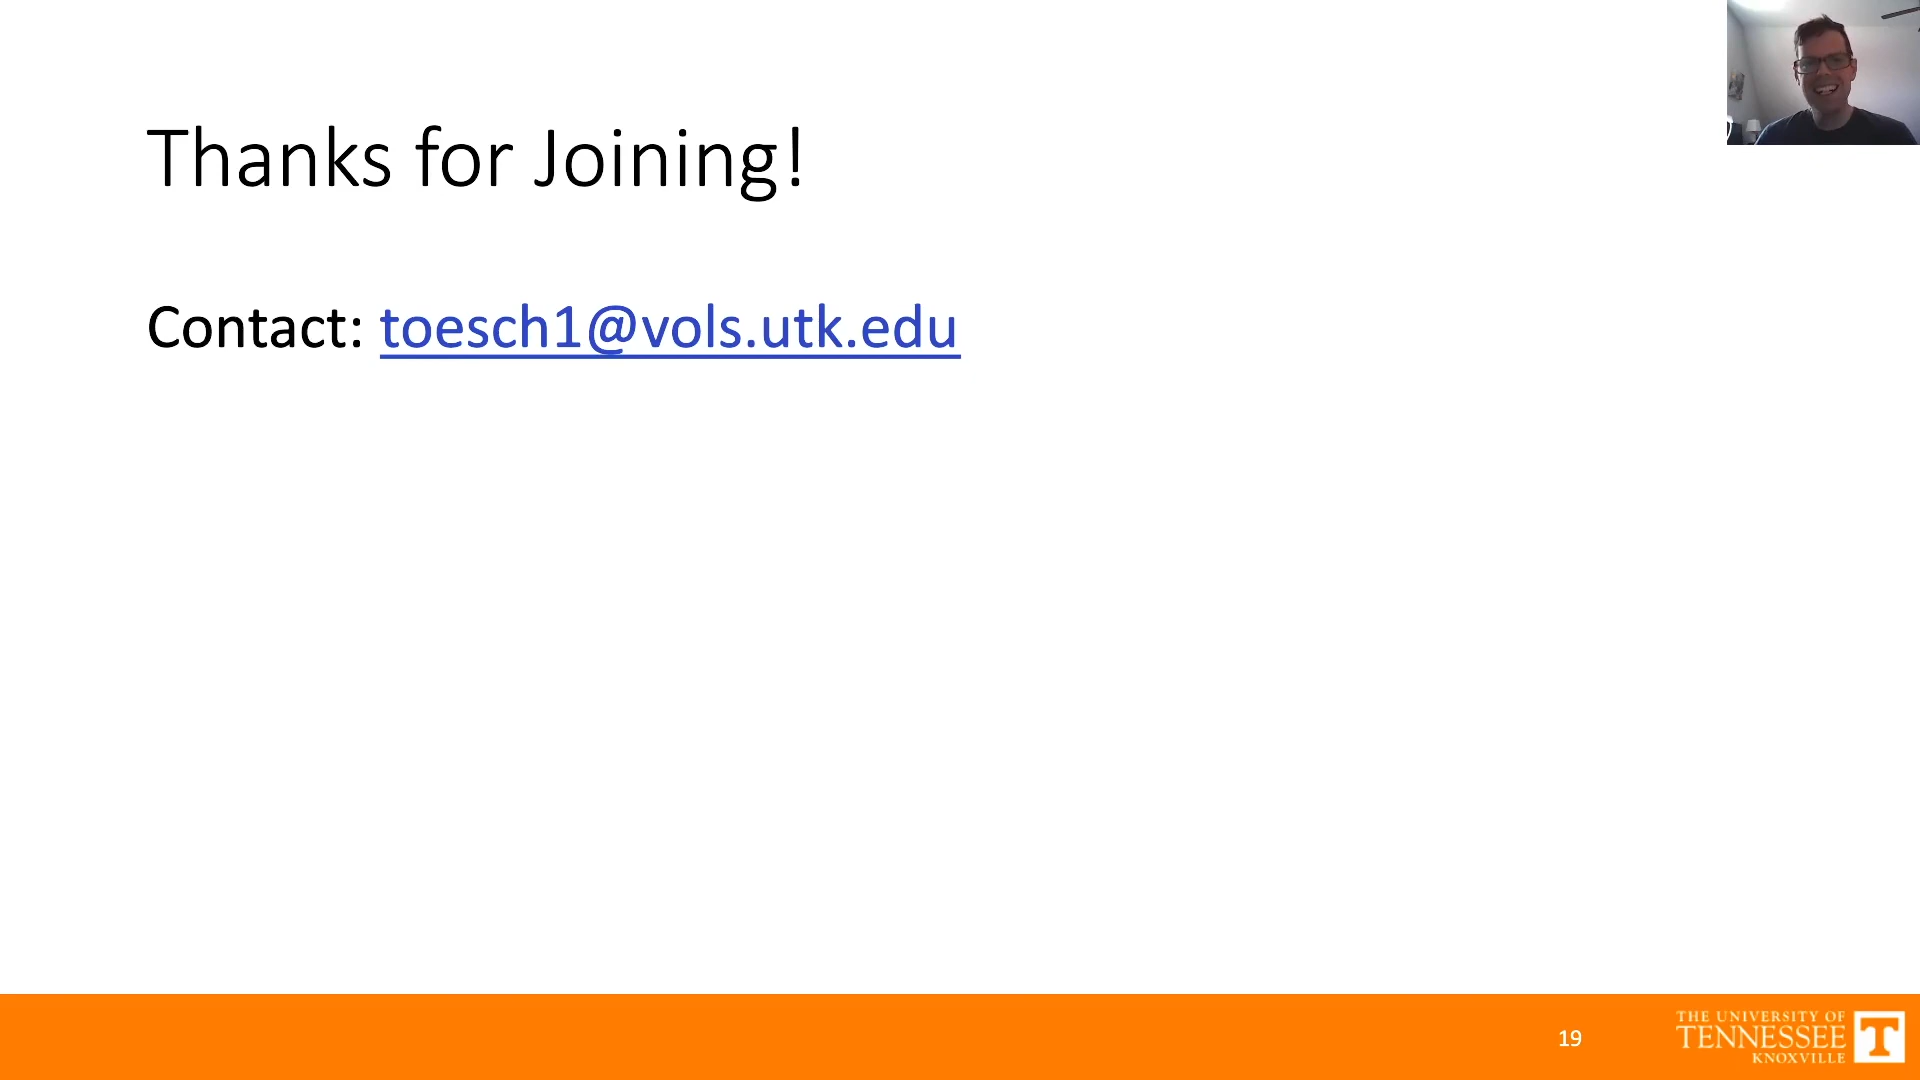 Thanks for Joining!
Contact: toesch1@vols.utk.edu
19
THE UNIVERSITY OF
TENNESSEE
KNOXVILLE
T